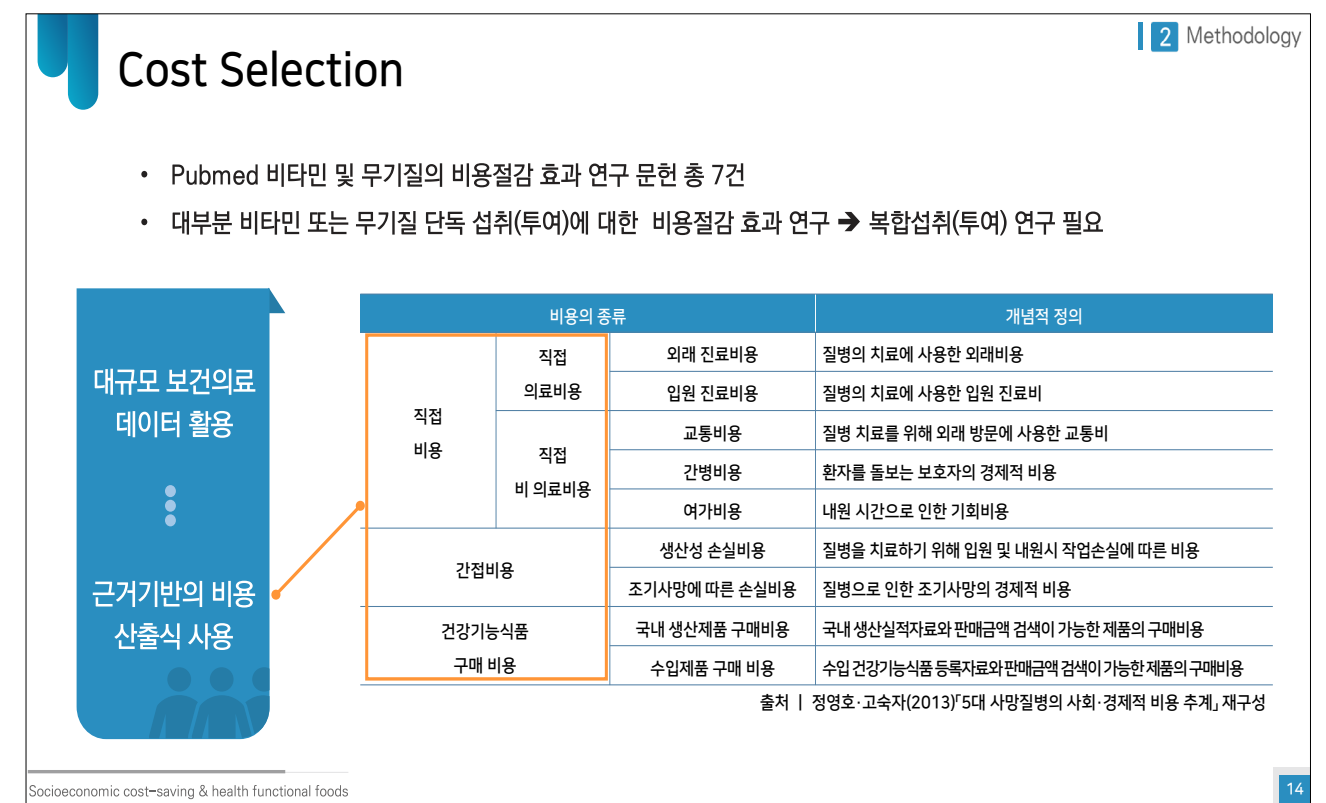 2 Methodology
Cost Selection
• Pubmed 비타민 및 무기질의 비용절감 효과 연구 문헌 총 7건
• 대부분 비타민 또는 무기질 단독 섭취(투여)에 대한 비용절감 효과 연구 ➔ 복합섭취(투여) 연구 필요
대규모 보건의료
데이터 활용
근거기반의 비용
산출식 사용
비용의 종류 개념적 정의
직접
비용
직접
의료비용
외래 진료비용 질병의 치료에 사용한 외래비용
입원 진료비용 질병의 치료에 사용한 입원 진료비
직접
비 의료비용
교통비용 질병 치료를 위해 외래 방문에 사용한 교통비
간병비용 환자를 돌보는 보호자의 경제적 비용
여가비용 내원 시간으로 인한 기회비용
간접비용
생산성 손실비용 질병을 치료하기 위해 입원 및 내원시 작업손실에 따른 비용
조기사망에 따른 손실비용 질병으로 인한 조기사망의 경제적 비용
건강기능식품
구매 비용
국내 생산제품 구매비용 국내 생산실적자료와 판매금액 검색이 가능한 제품의 구매비용
수입제품 구매 비용 수입 건강기능식품 등록자료와 판매금액 검색이 가능한 제품의 구매비용
출처 | 정영호·고숙자(2013)「5대 사망질병의 사회·경제적 비용 추계」 재구성
Socioeconomic cost-saving & health functional foods
14